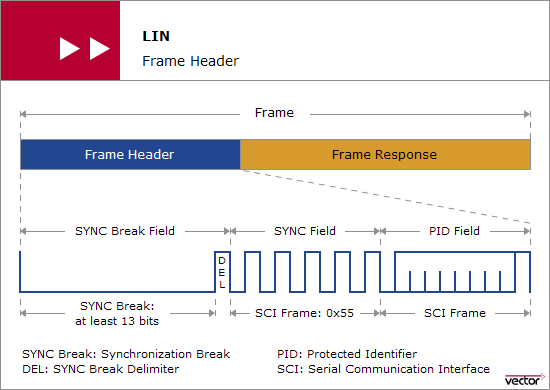 LIN
Frame Header
Frame
Frame Header
Frame Response
SYNC Break Field
SYNC Field
PID Field
DEL
SYNC Break:
at least 13 bits
SCI Frame: 0x55
SCI Frame
SYNC Break: Synchronization Break
PID: Protected Identifier
DEL: SYNC Break Delimiter
SCI: Serial Communication Interface
vector